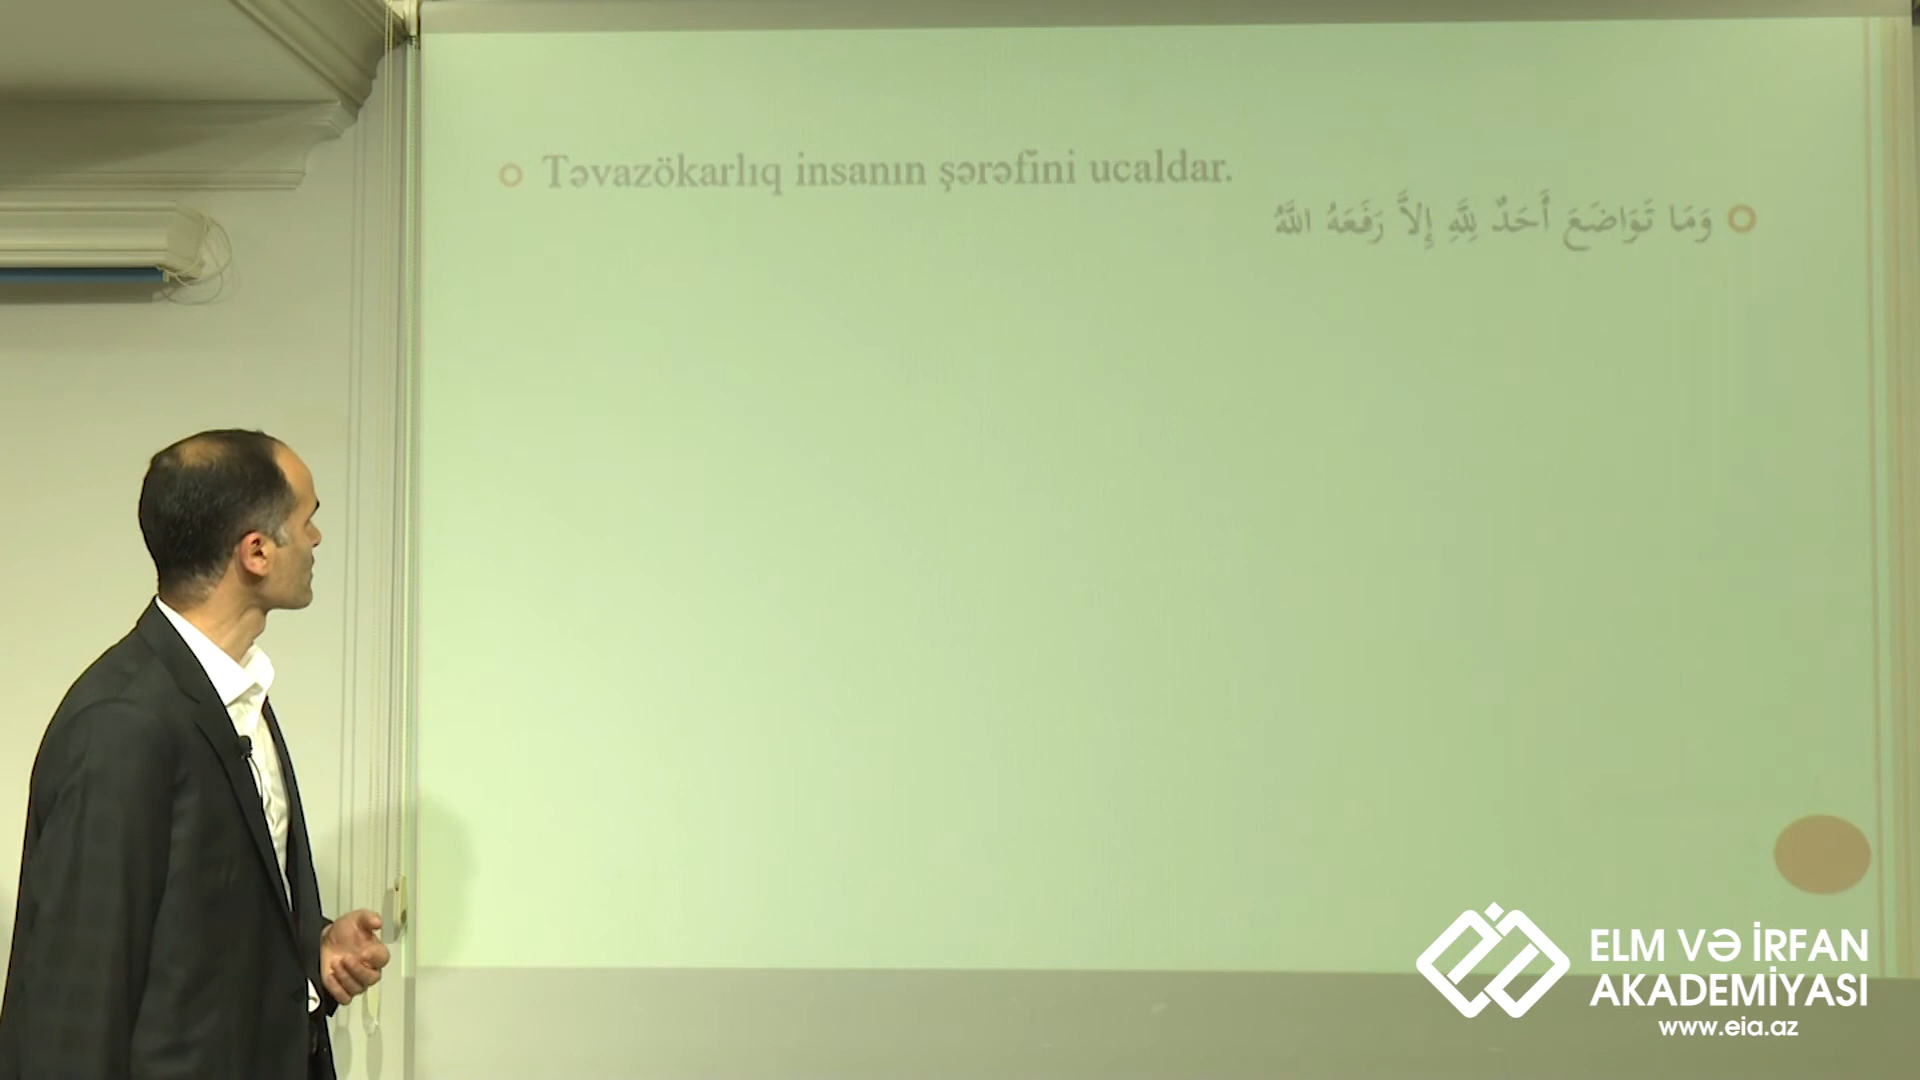 Təvazökarlıq insanın şərəfini ucaldar.
وَمَا تَوَاضَعَ أَحَدٌ لِلَّهِ إِلاَّ رَفَعَهُ اللَّهُ
ELM VƏ İRFAN
AKADEMİYASI
www.eia.az